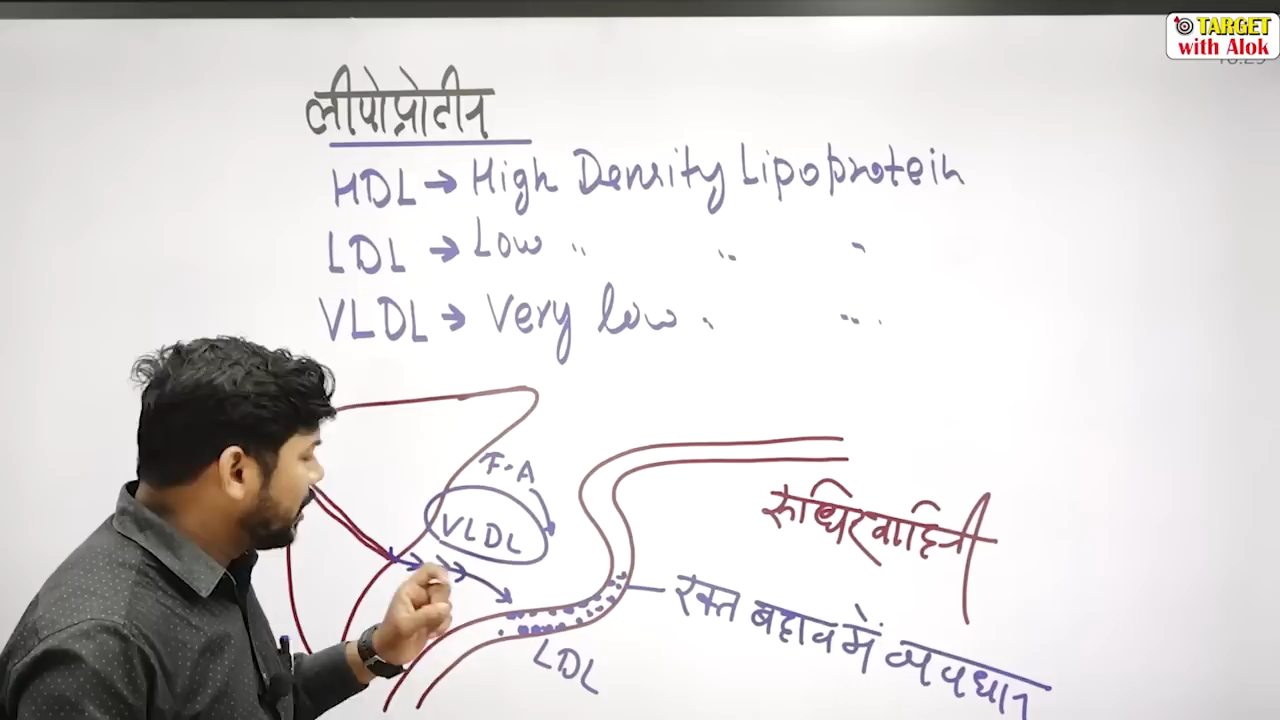 TARGET
with Alok
लीपोप्रोटीन
HDL → High Density Lipoprotein
LDL → Low " " "
VLDL → Very low " "
F.A
VLDL
LDL
रुधिरवाहिनी
रक्त बहाव में व्यवधान